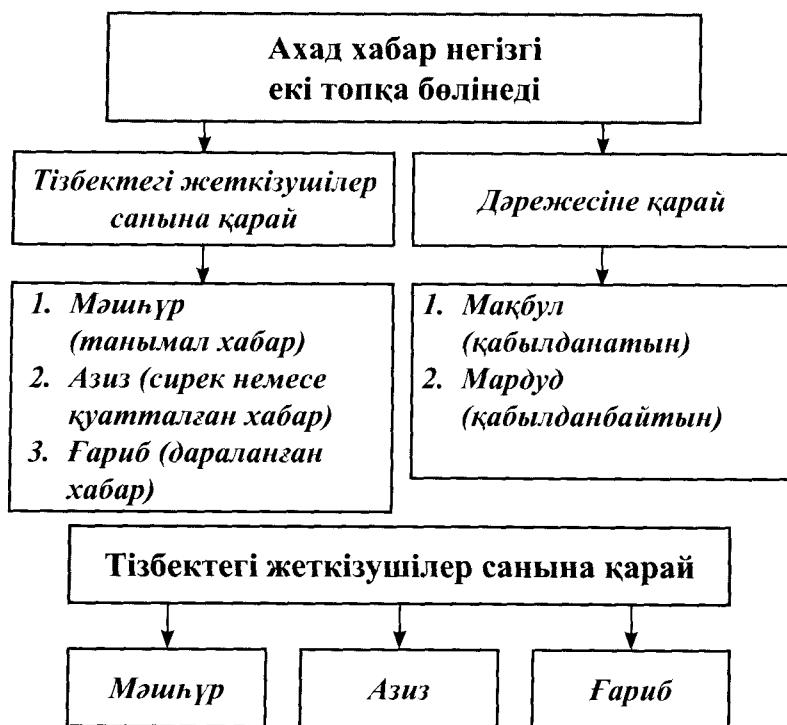 Ахад хабар негізгі
екі топқа бөлінеді
Тізбектегі жеткізушілер
санына қарай
Дәрежесіне қарай
1. Мәшһүр
(танымал хабар)
2. Азиз (сирек немесе
қуатталған хабар)
3. Ғариб (дараланған
хабар)
1. Мақбул
(қабылданатын)
2. Мардуд
(қабылданбайтын)
Тізбектегі жеткізушілер санына қарай
Мәшһүр
Азиз
Ғариб